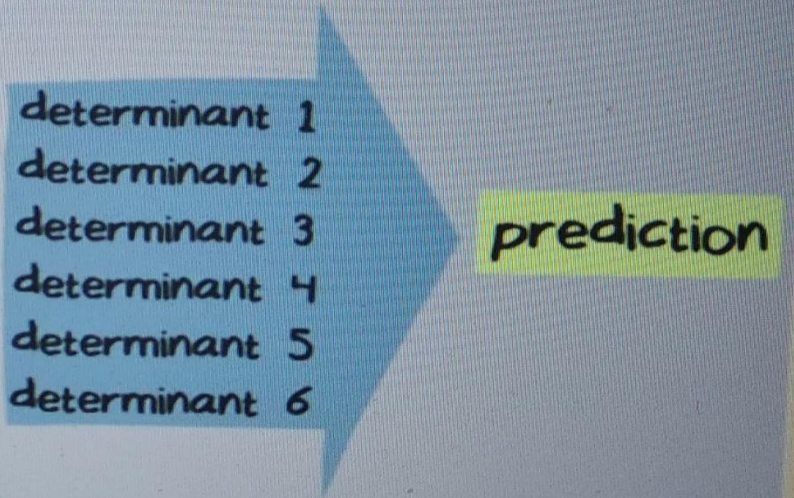 determinant 1
determinant 2
determinant 3
determinant 4
determinant 5
determinant 6
prediction